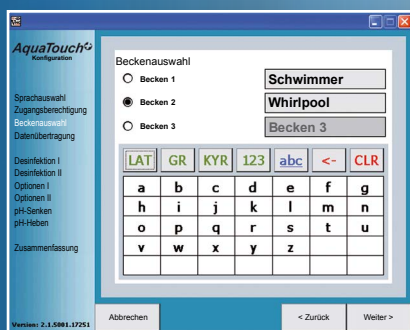 AquaTouch
Konfiguration
Sprachauswahl
Zugangsberechtigung
Beckenauswahl
Datenübertragung
Desinfektion I
Desinfektion II
Optionen I
Optionen II
pH-Senken
pH-Heben
Zusammenfassung
Version: 2.1.5001.17251
Beckenauswahl
Becken 1 Schwimmer
Becken 2 Whirlpool
Becken 3 Becken 3
LAT GR KYR 123 abc <- CLR
a b c d e f g
h i j k l m n
o p q r s t u
v w x y z
Abbrechen < Zurück Weiter >